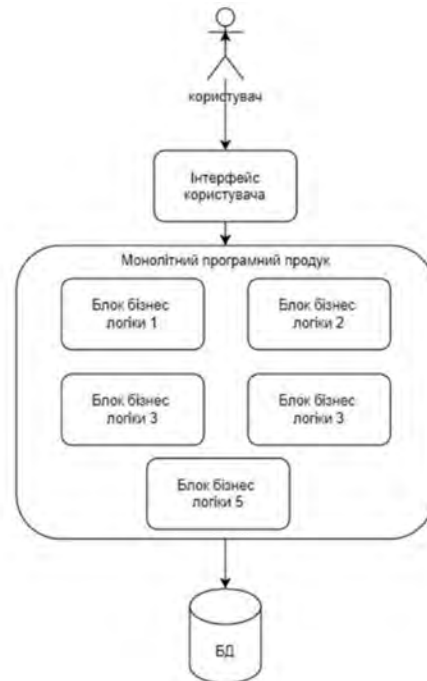 користувач
Інтерфейс
користувача
Монолітний програмний продукт
Блок бізнес
логіки 1
Блок бізнес
логіки 2
Блок бізнес
логіки 3
Блок бізнес
логіки 3
Блок бізнес
логіки 5
БД